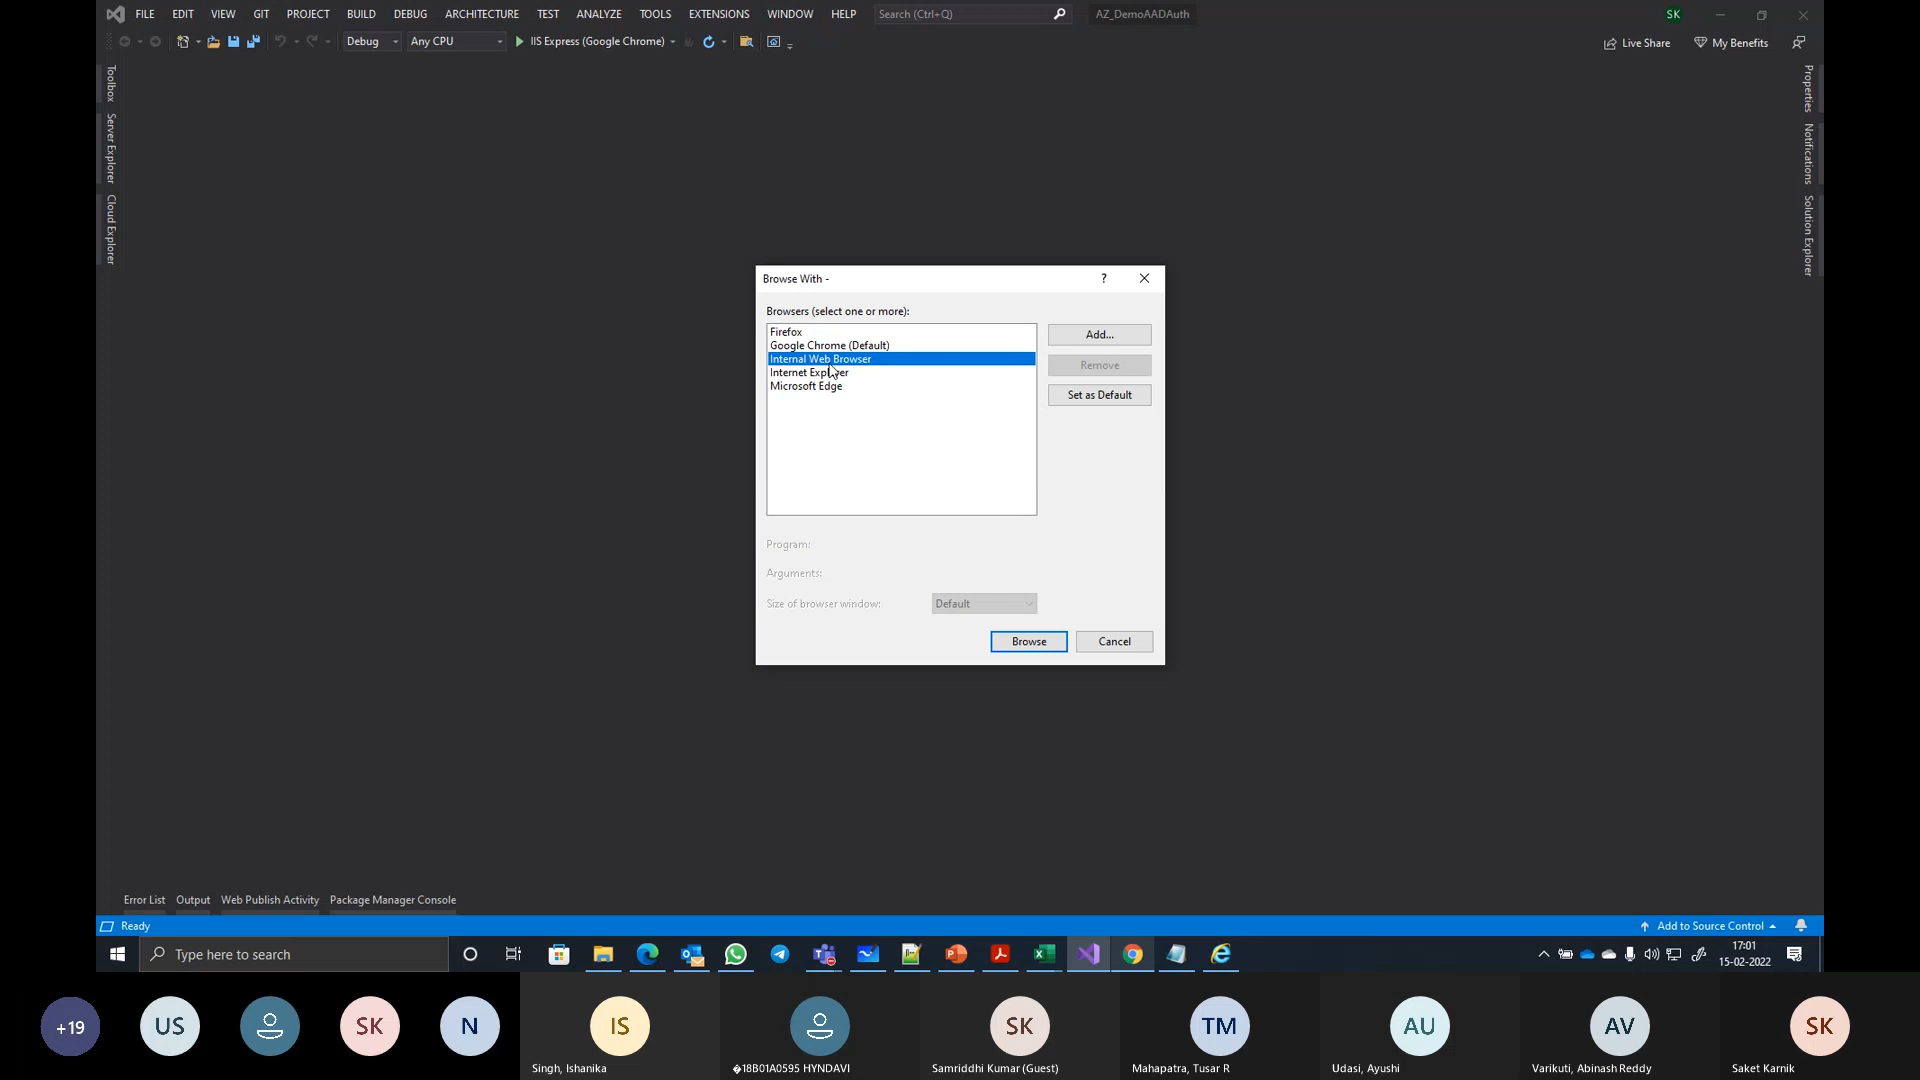 FILE EDIT VIEW GIT PROJECT BUILD DEBUG ARCHITECTURE TEST ANALYZE TOOLS EXTENSIONS WINDOW HELP Search (Ctrl+Q) AZ_DemoAADAuth SK
Debug Any CPU IIS Express (Google Chrome) Live Share My Benefits
Toolbox
Server Explorer
Cloud Explorer
Properties
Notifications
Solution Explorer
Browse With -
?
Browsers (select one or more):
Firefox
Google Chrome (Default)
Internal Web Browser
Internet Explorer
Microsoft Edge
Add...
Remove
Set as Default
Program:
Arguments:
Size of browser window: Default
Browse Cancel
Error List Output Web Publish Activity Package Manager Console
Ready Add to Source Control
Type here to search
17:01
15-02-2022
+19 US SK N IS SK TM AU AV SK
Singh, Ishanika �18B01A0595 HYNDAVI Samriddhi Kumar (Guest) Mahapatra, Tusar R Udasi, Ayushi Varikuti, Abinash Reddy Saket Karnik